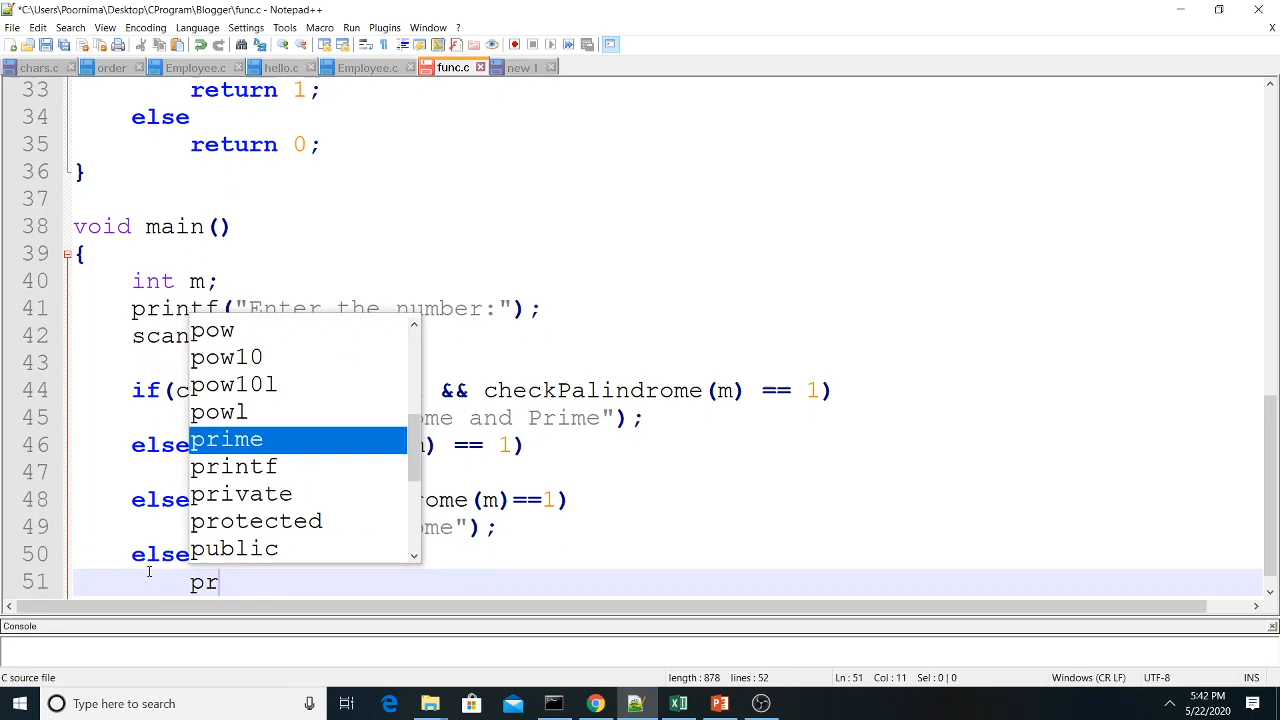 *C:\Users\Poornima\Desktop\CProgram\Blogger\func.c - Notepad++
File Edit Search View Encoding Language Settings Tools Macro Run Plugins Window ? X
chars.c order Employee.c hello.c Employee.c func.c new 1
33 return 1;
34 else
35 return 0;
36 }
37
38 void main()
39 {
40 int m;
41 printf("Enter the number:");
42 scan
43
44 if(c && checkPalindrome(m) == 1)
45 ome and Prime");
46 else ) == 1)
47
48 else rome(m)==1)
49 ome");
50 else
51 pr
pow
pow10
pow10l
powl
prime
printf
private
protected
public
Console
C source file length : 878 lines : 52 Ln : 51 Col : 11 Sel : 0 | 0 Windows (CR LF) UTF-8 INS
Type here to search
5:42 PM
5/22/2020